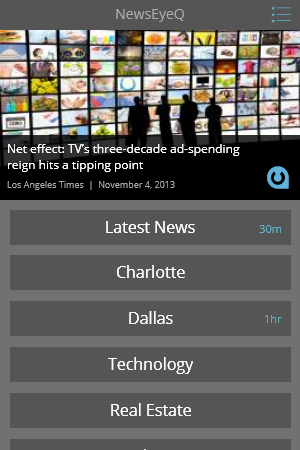 NewsEyeQ
Net effect: TV's three-decade ad-spending
reign hits a tipping point
Los Angeles Times | November 4, 2013
Latest News 30m
Charlotte
Dallas 1hr
Technology
Real Estate